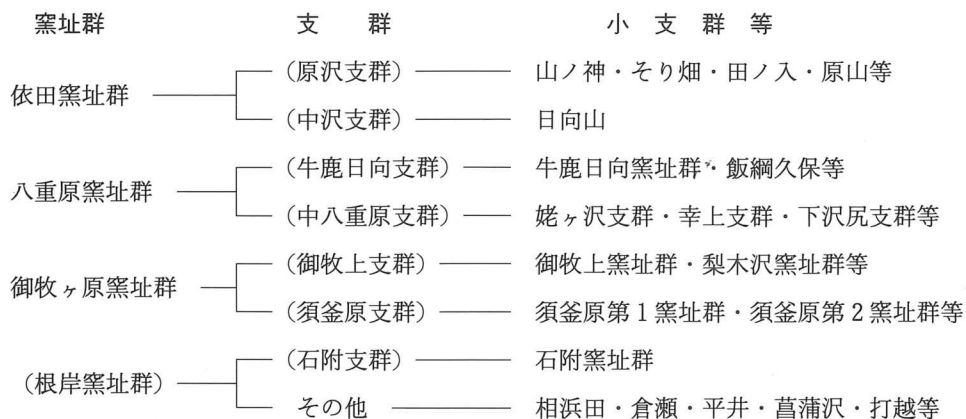 窯址群 支群 小支群等
(原沢支群) 山ノ神・そり畑・田ノ入・原山等
依田窯址群
(中沢支群) 日向山
(牛鹿日向支群) 牛鹿日向窯址群・飯綱久保等
八重原窯址群
(中八重原支群) 姥ヶ沢支群・幸上支群・下沢尻支群等
(御牧上支群) 御牧上窯址群・梨木沢窯址群等
御牧ヶ原窯址群
(須釜原支群) 須釜原第1窯址群・須釜原第2窯址群等
(石附支群) 石附窯址群
(根岸窯址群)
その他 相浜田・倉瀬・平井・菖蒲沢・打越等